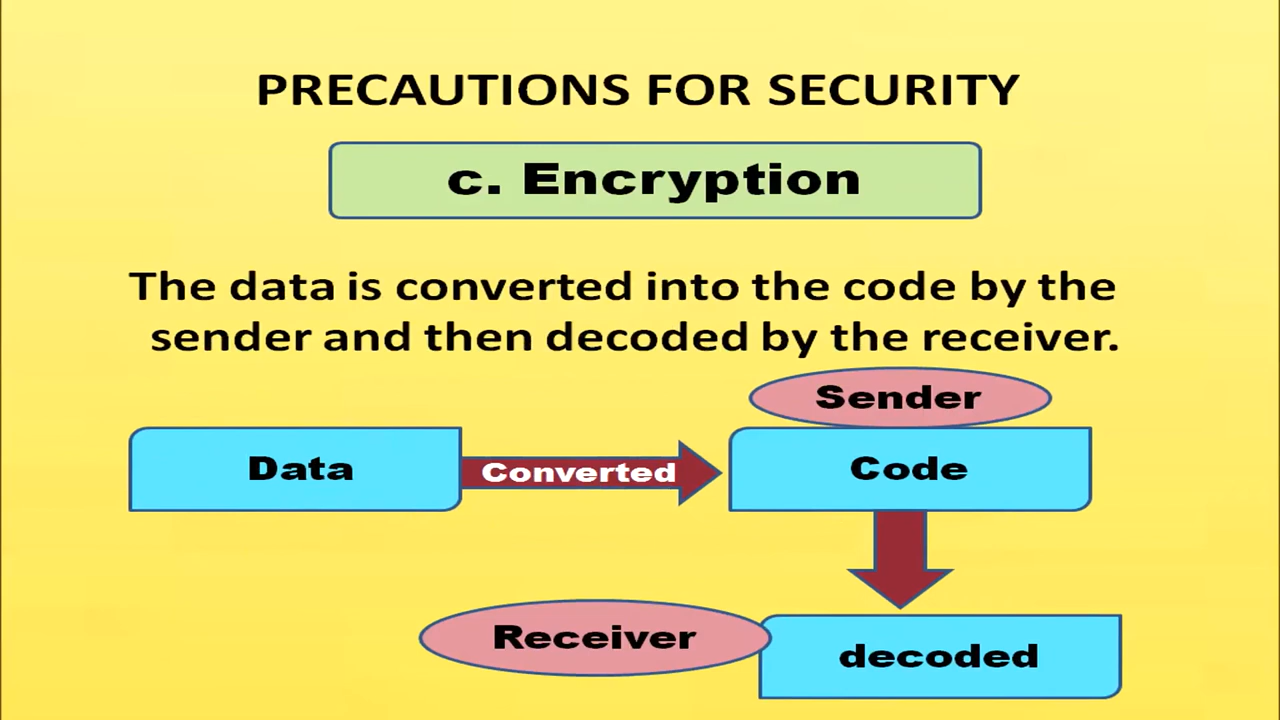 PRECAUTIONS FOR SECURITY
c. Encryption
The data is converted into the code by the
sender and then decoded by the receiver.
Sender
Data
Converted
Code
Receiver
decoded